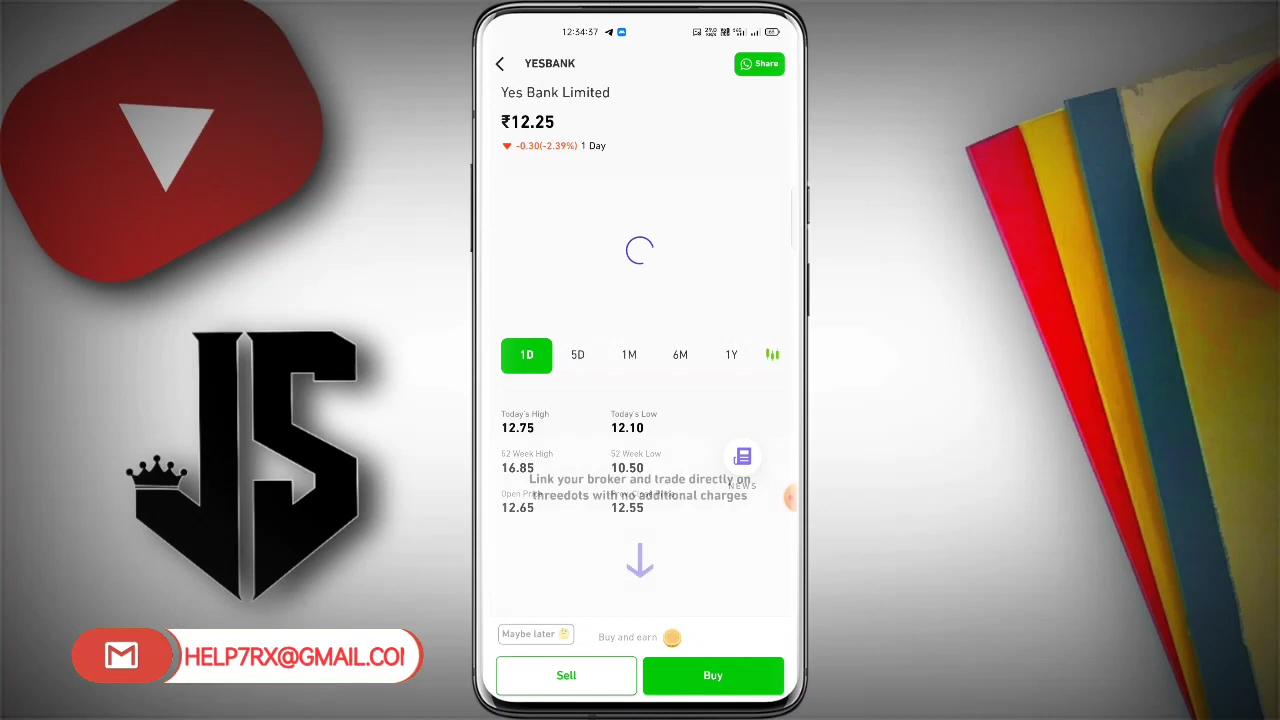 12:34:37
YESBANK
Share
Yes Bank Limited
₹12.25
-0.30(-2.39%) 1 Day
1D 5D 1M 6M 1Y
Today's High Today's Low
12.75 12.10
52 Week High 52 Week Low
16.85 10.50
NEWS
Link your broker and trade directly on
threedots with no additional charges
Open
12.65 12.55
Maybe later
Buy and earn
Sell Buy
JS
HELP7RX@GMAIL.COI